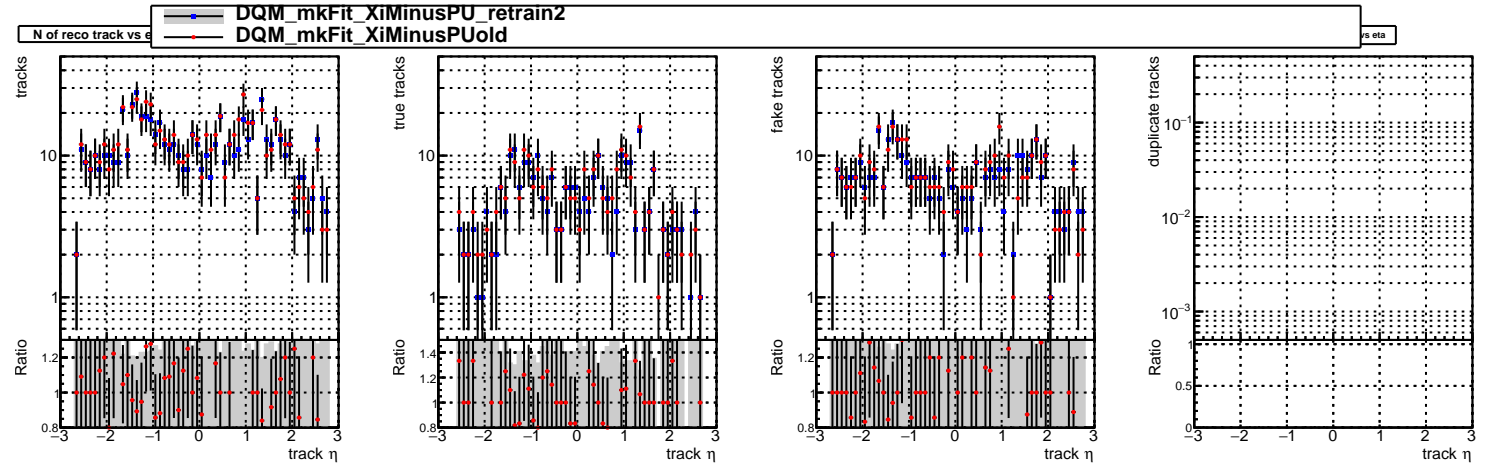 DQM_mkFit_XiMinusPU_retrain2
DQM_mkFit_XiMinusPUold
N of reco track vs e
vs eta
tracks
10
1
Ratio
1.2
1
0.8
−3 −2 −1 0 1 2 3
track η
true tracks
10
1
Ratio
1.4
1.2
1
0.8
−3 −2 −1 0 1 2 3
track η
fake tracks
10
1
Ratio
1.2
1
0.8
−3 −2 −1 0 1 2 3
track η
duplicate tracks
10−1
10−2
10−3
Ratio
1
0.5
0
−3 −2 −1 0 1 2 3
track η